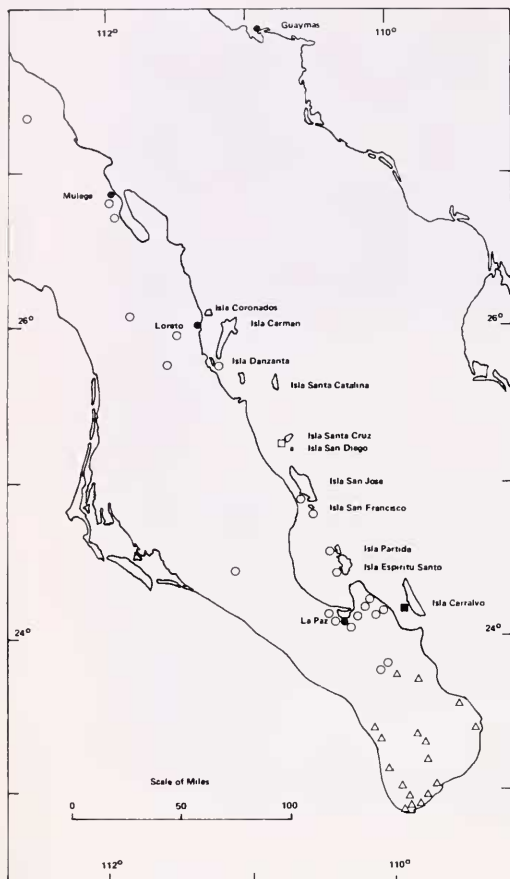 112° 110°
Guaymas
Mulege
26° 26°
Isla Coronados
Loreto Isla Carmen
Isla Danzanta
Isla Santa Catalina
Isla Santa Cruz
Isla San Diego
Isla San Jose
Isla San Francisco
Isla Partida
Isla Espiritu Santo
Isla Cerralvo
La Paz
24° 24°
Scale of Miles
0 50 100
112° 110°